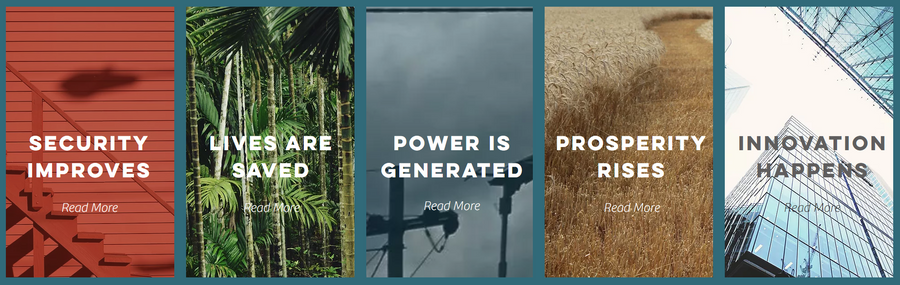 SECURITY
IMPROVES
Read More
LIVES ARE
SAVED
Read More
POWER IS
GENERATED
Read More
PROSPERITY
RISES
Read More
INNOVATION
HAPPENS
Read More